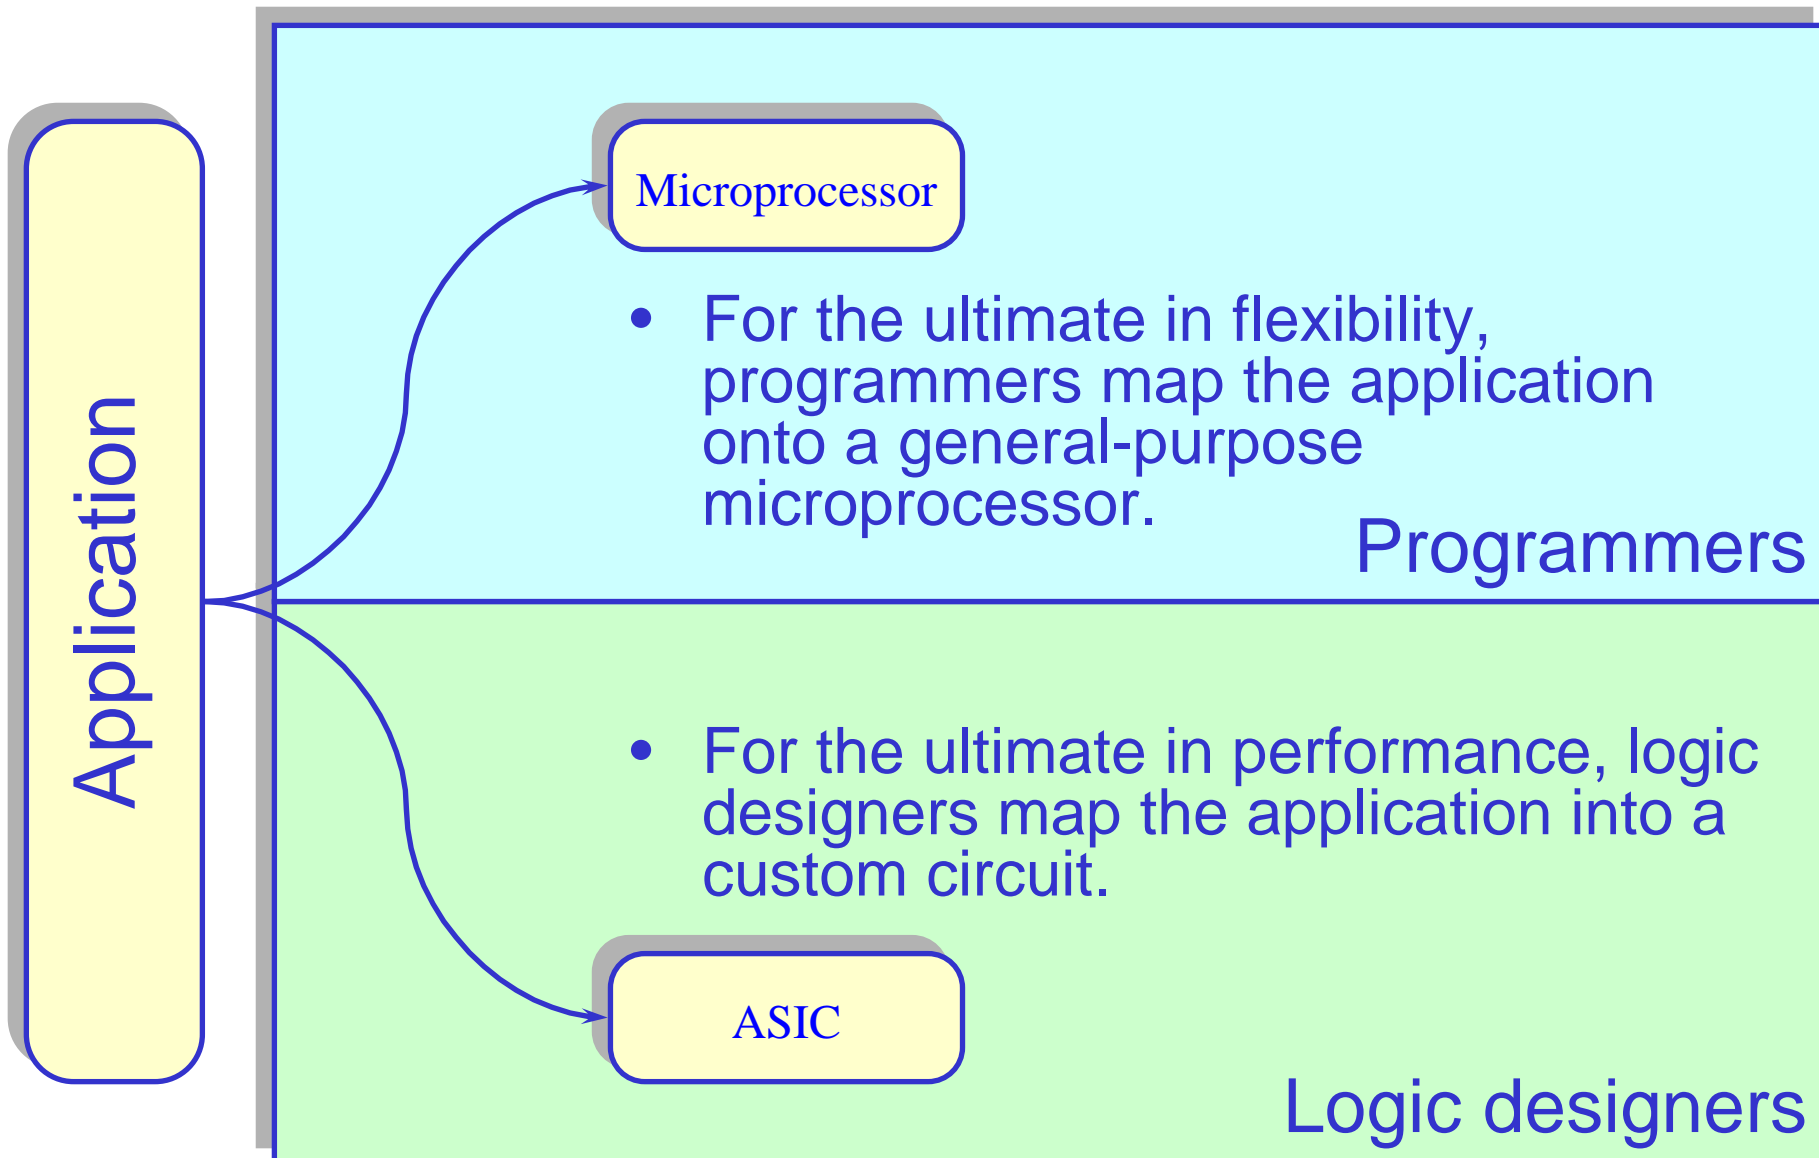 Application
Microprocessor
• For the ultimate in flexibility,
programmers map the application
onto a general-purpose
microprocessor.
Programmers
• For the ultimate in performance, logic
designers map the application into a
custom circuit.
ASIC
Logic designers